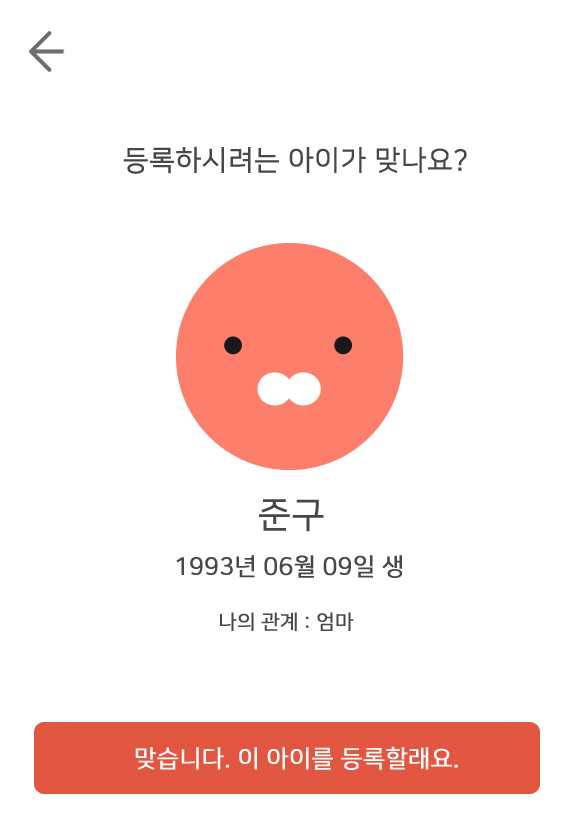 등록하시려는 아이가 맞나요?
준구
1993년 06월 09일 생
나의 관계 : 엄마
맞습니다. 이 아이를 등록할래요.